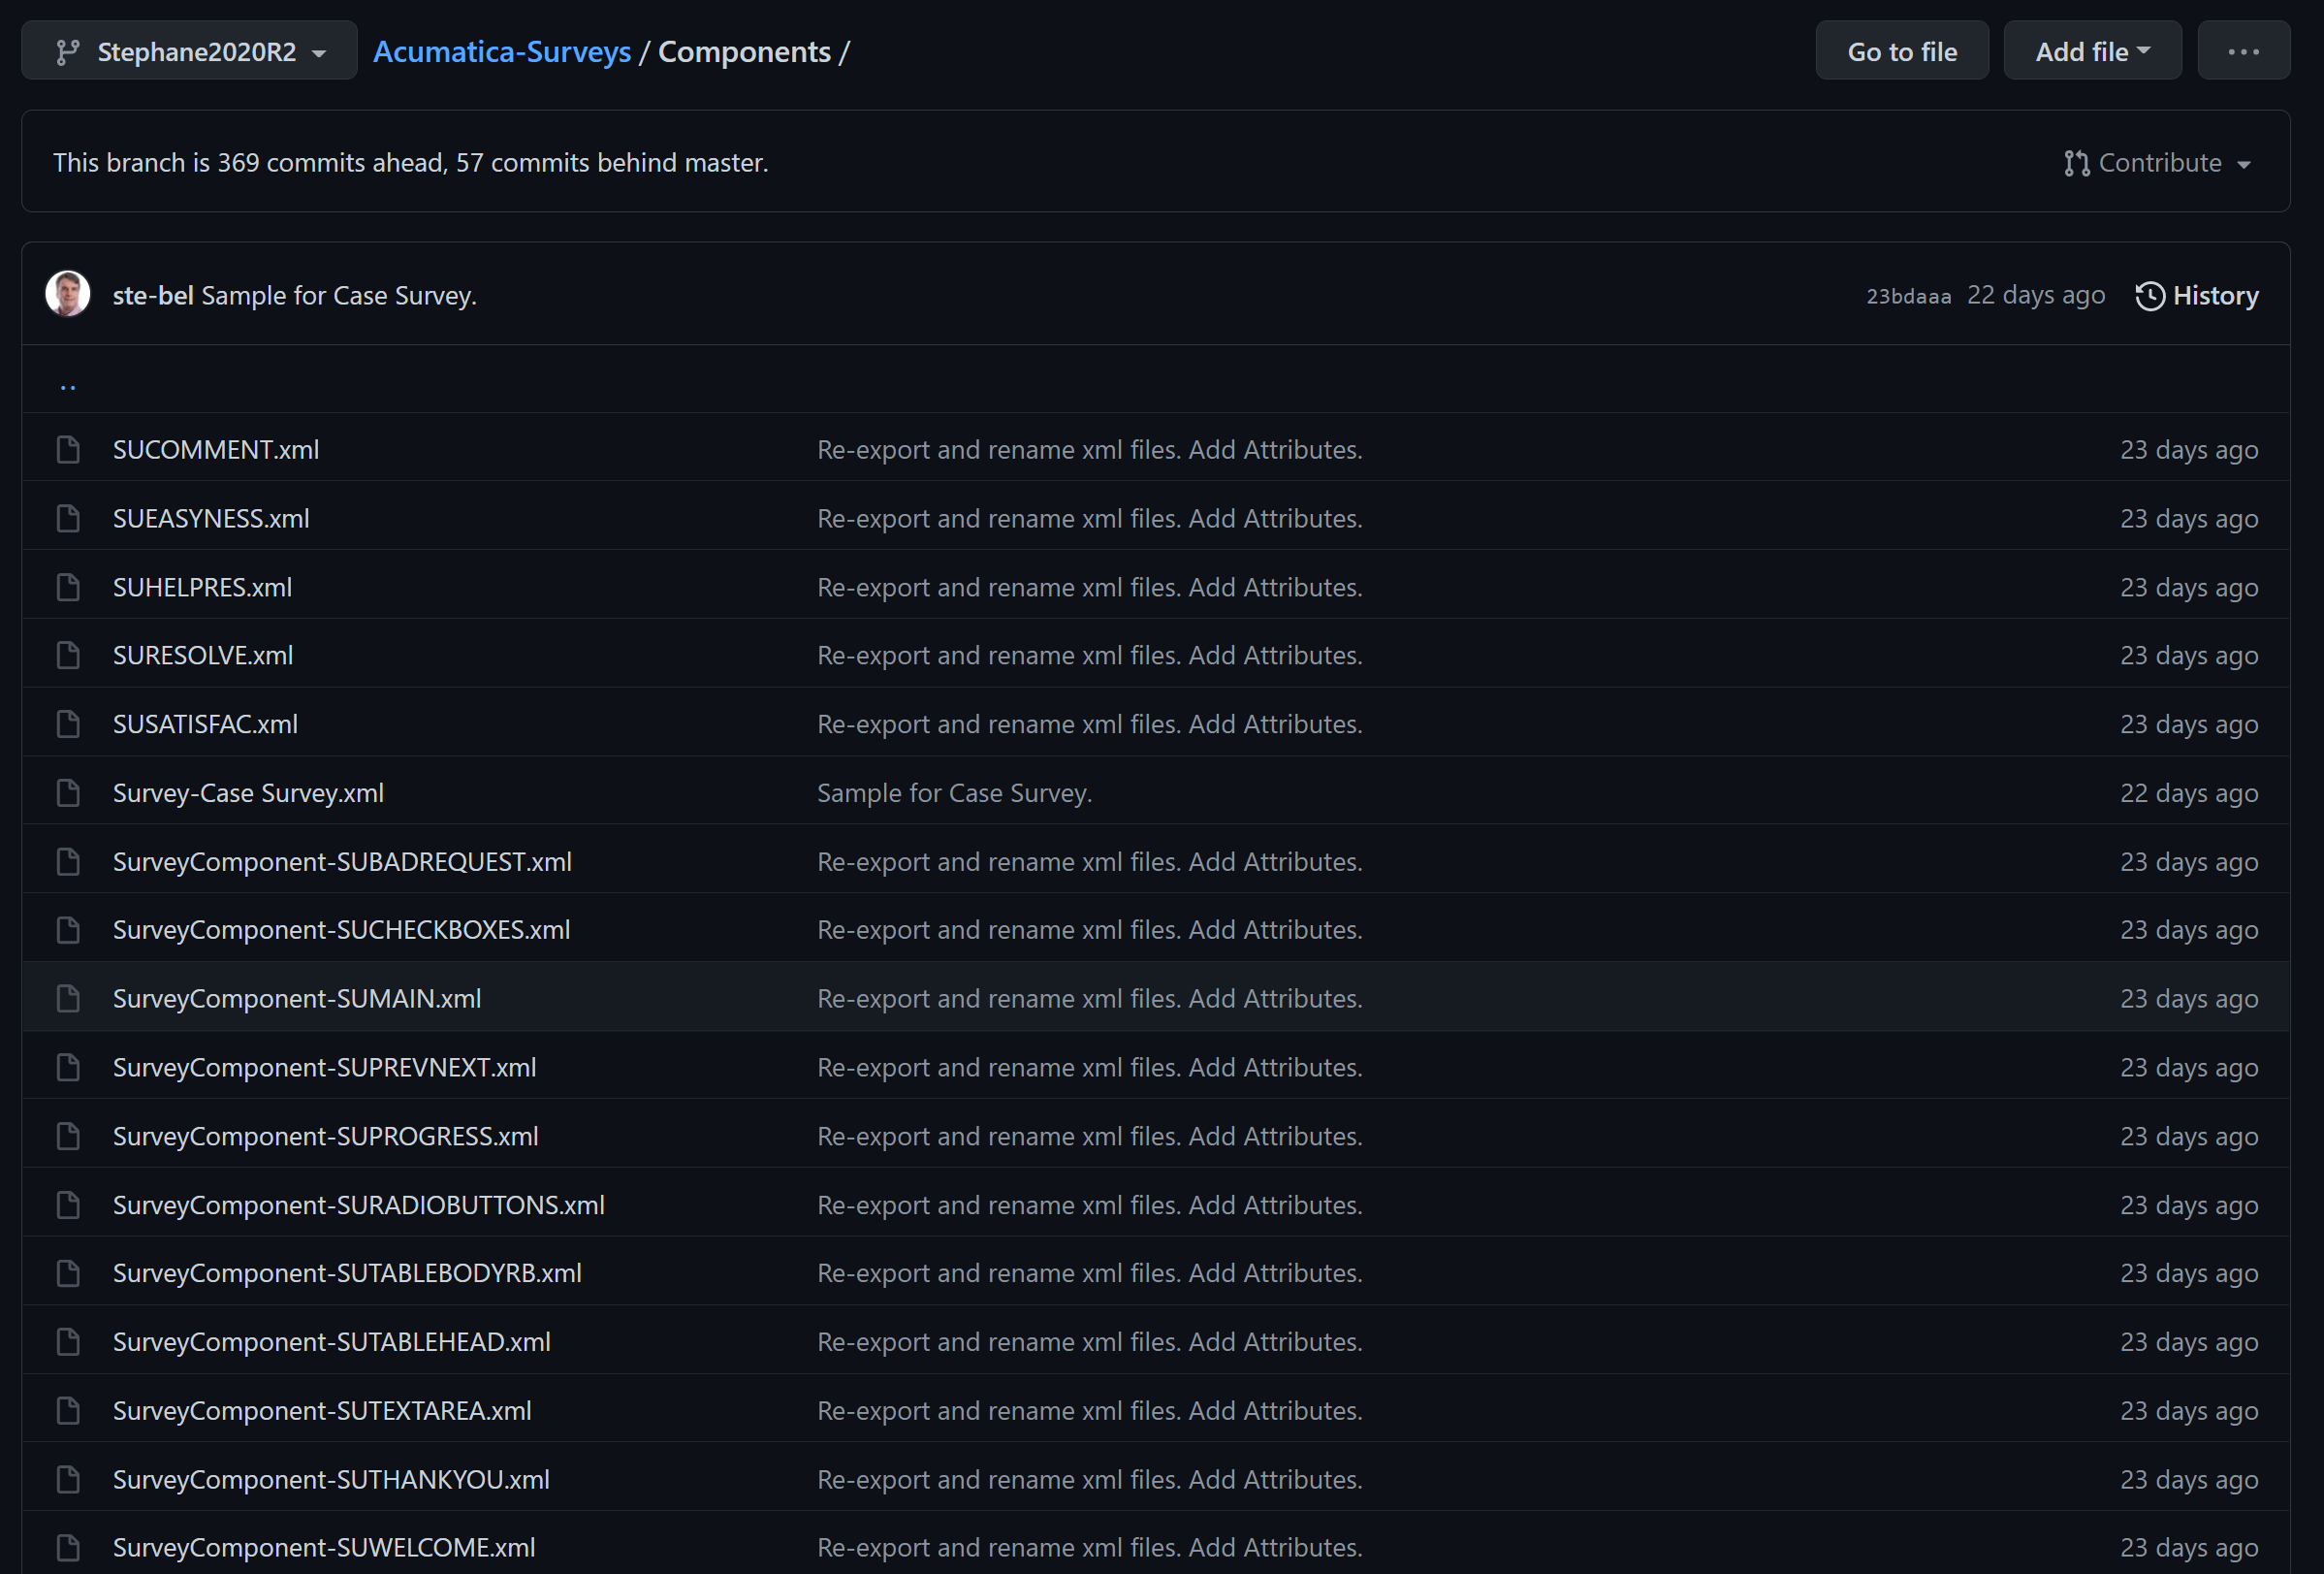 Stephane2020R2 Acumatica-Surveys / Components / Go to file Add file ...
This branch is 369 commits ahead, 57 commits behind master. Contribute
ste-bel Sample for Case Survey. 23bdaaa 22 days ago History
..
SUCOMMENT.xml Re-export and rename xml files. Add Attributes. 23 days ago
SUEASYNESS.xml Re-export and rename xml files. Add Attributes. 23 days ago
SUHELPRES.xml Re-export and rename xml files. Add Attributes. 23 days ago
SURESOLVE.xml Re-export and rename xml files. Add Attributes. 23 days ago
SUSATISFAC.xml Re-export and rename xml files. Add Attributes. 23 days ago
Survey-Case Survey.xml Sample for Case Survey. 22 days ago
SurveyComponent-SUBADREQUEST.xml Re-export and rename xml files. Add Attributes. 23 days ago
SurveyComponent-SUCHECKBOXES.xml Re-export and rename xml files. Add Attributes. 23 days ago
SurveyComponent-SUMAIN.xml Re-export and rename xml files. Add Attributes. 23 days ago
SurveyComponent-SUPREVNEXT.xml Re-export and rename xml files. Add Attributes. 23 days ago
SurveyComponent-SUPROGRESS.xml Re-export and rename xml files. Add Attributes. 23 days ago
SurveyComponent-SURADIOBUTTONS.xml Re-export and rename xml files. Add Attributes. 23 days ago
SurveyComponent-SUTABLEBODYRB.xml Re-export and rename xml files. Add Attributes. 23 days ago
SurveyComponent-SUTABLEHEAD.xml Re-export and rename xml files. Add Attributes. 23 days ago
SurveyComponent-SUTEXTAREA.xml Re-export and rename xml files. Add Attributes. 23 days ago
SurveyComponent-SUTHANKYOU.xml Re-export and rename xml files. Add Attributes. 23 days ago
SurveyComponent-SUWELCOME.xml Re-export and rename xml files. Add Attributes. 23 days ago